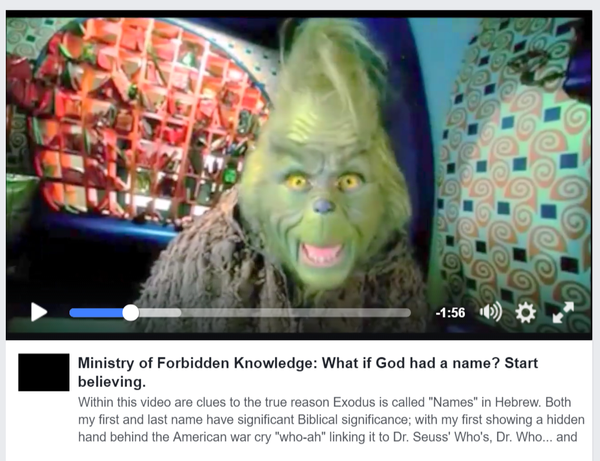 -1:56
Ministry of Forbidden Knowledge: What if God had a name? Start
believing.
Within this video are clues to the true reason Exodus is called "Names" in Hebrew. Both
my first and last name have significant Biblical significance; with my first showing a hidden
hand behind the American war cry "who-ah" linking it to Dr. Seuss' Who's, Dr. Who... and